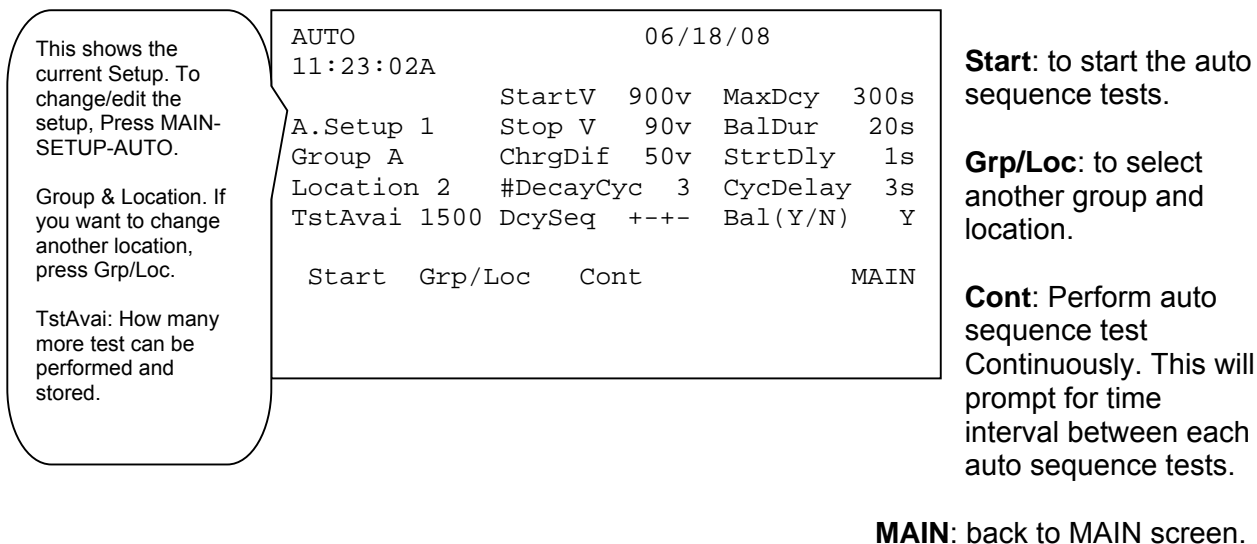 This shows the
current Setup. To
change/edit the
setup, Press MAIN-
SETUP-AUTO.
Group & Location. If
you want to change
another location,
press Grp/Loc.
TstAvai: How many
more test can be
performed and
stored.
AUTO 06/18/08
11:23:02A
StartV 900v MaxDcy 300s
A.Setup 1 Stop V 90v BalDur 20s
Group A ChrgDif 50v StrtDly 1s
Location 2 #DecayCyc 3 CycDelay 3s
TstAvai 1500 DcySeq +-+- Bal(Y/N) Y
Start Grp/Loc Cont MAIN
Start: to start the auto
sequence tests.
Grp/Loc: to select
another group and
location.
Cont: Perform auto
sequence test
Continuously. This will
prompt for time
interval between each
auto sequence tests.
MAIN: back to MAIN screen.